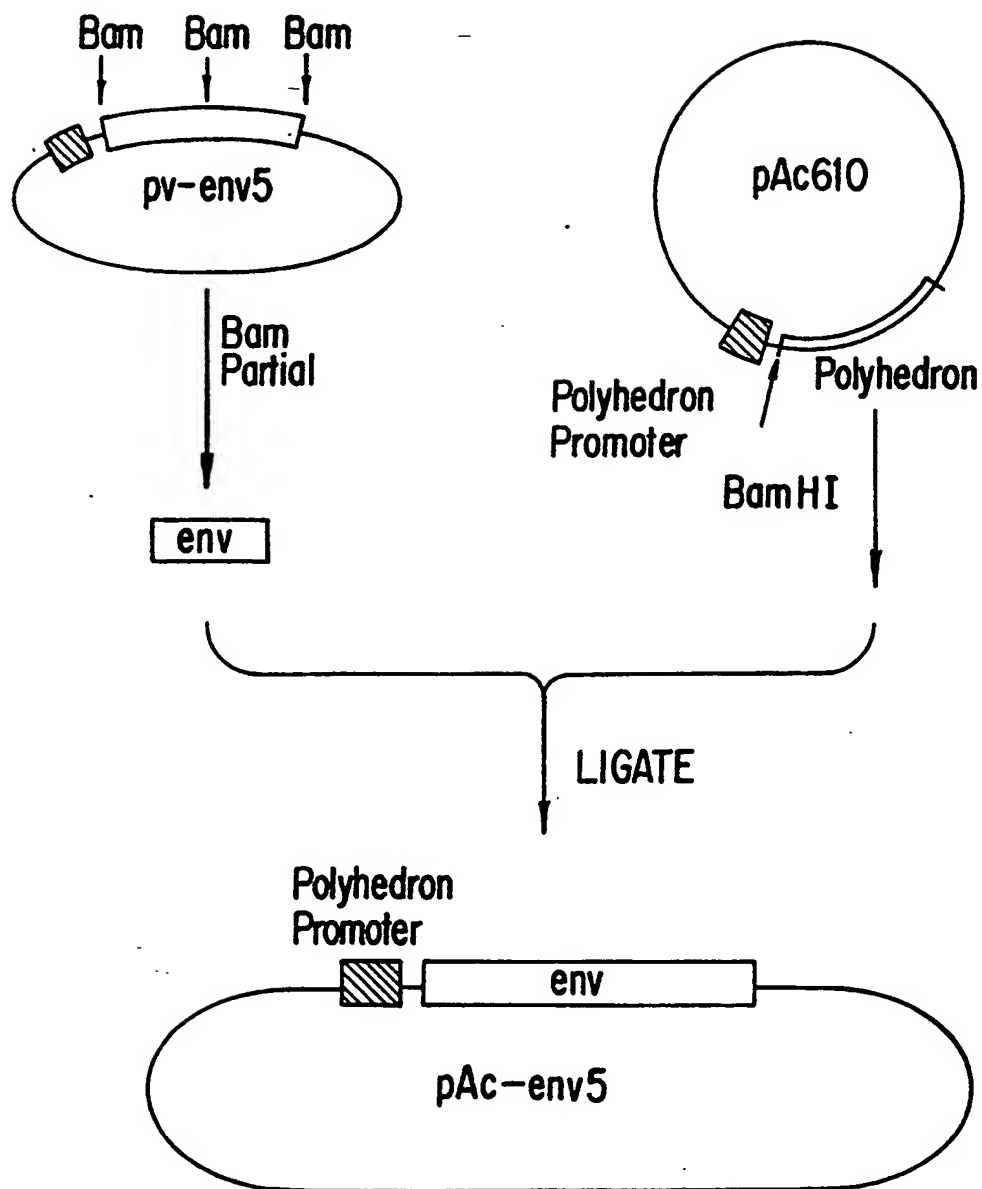 Bam Bam Bam
pv-env5
pAc610
Bam
Partial
env
Polyhedron
Promoter
Polyhedron
BamHI
LIGATE
Polyhedron
Promoter
env
pAc-env5